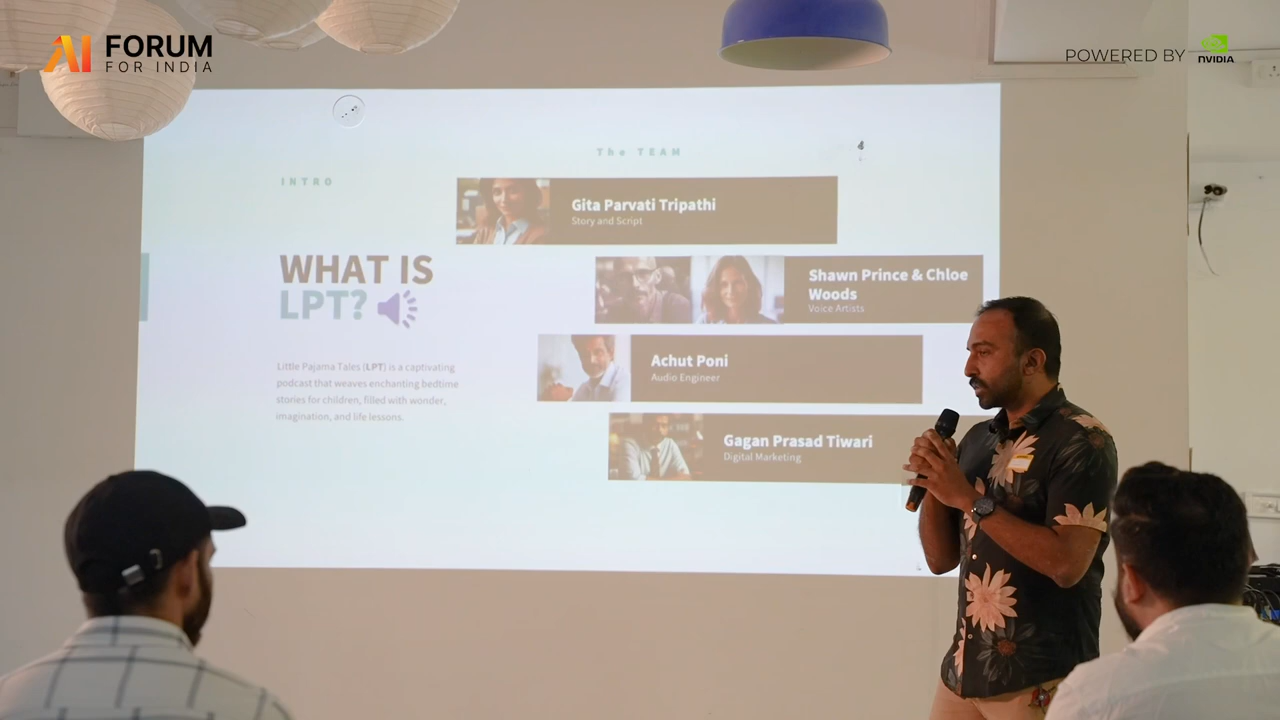 AI FORUM
FOR INDIA
POWERED BY NVIDIA
The TEAM
INTRO
WHAT IS
LPT?
Little Pajama Tales (LPT) is a captivating
podcast that weaves enchanting bedtime
stories for children, filled with wonder,
imagination, and life lessons.
Gita Parvati Tripathi
Story and Script
Shawn Prince & Chloe
Woods
Voice Artists
Achut Poni
Audio Engineer
Gagan Prasad Tiwari
Digital Marketing